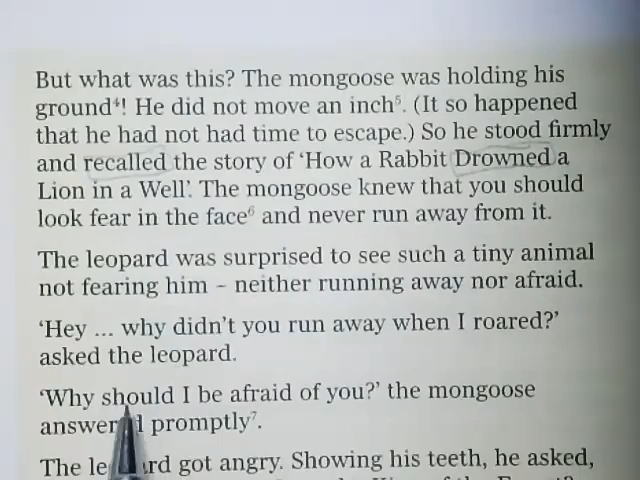 But what was this? The mongoose was holding his
ground⁴! He did not move an inch⁵. (It so happened
that he had not had time to escape.) So he stood firmly
and recalled the story of ‘How a Rabbit Drowned a
Lion in a Well’. The mongoose knew that you should
look fear in the face⁶ and never run away from it.
The leopard was surprised to see such a tiny animal
not fearing him – neither running away nor afraid.
‘Hey ... why didn’t you run away when I roared?’
asked the leopard.
‘Why should I be afraid of you?’ the mongoose
promptly⁷.
The got angry. Showing his teeth, he asked,